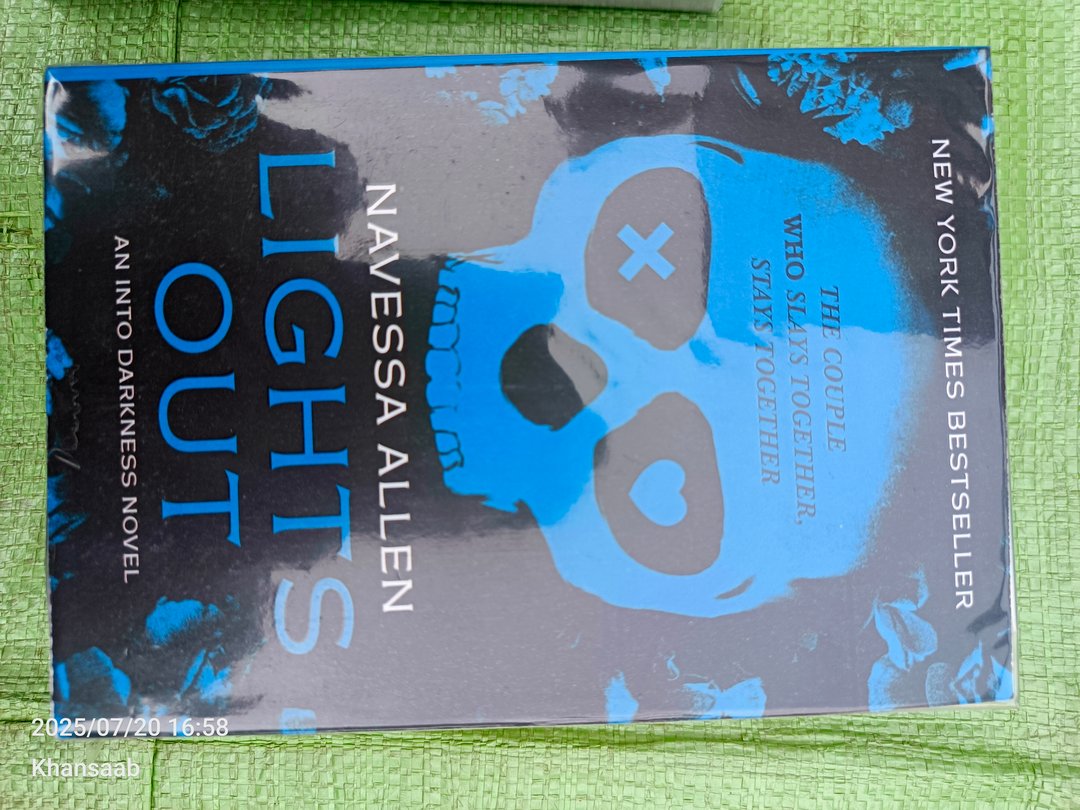 NEW YORK TIMES BESTSELLER
THE COUPLE
WHO SLAYS TOGETHER,
STAYS TOGETHER
NAVESSA ALLEN
LIGHTS
OUT
AN INTO DARKNESS NOVEL
2025/07/20 16:58
Khansaab